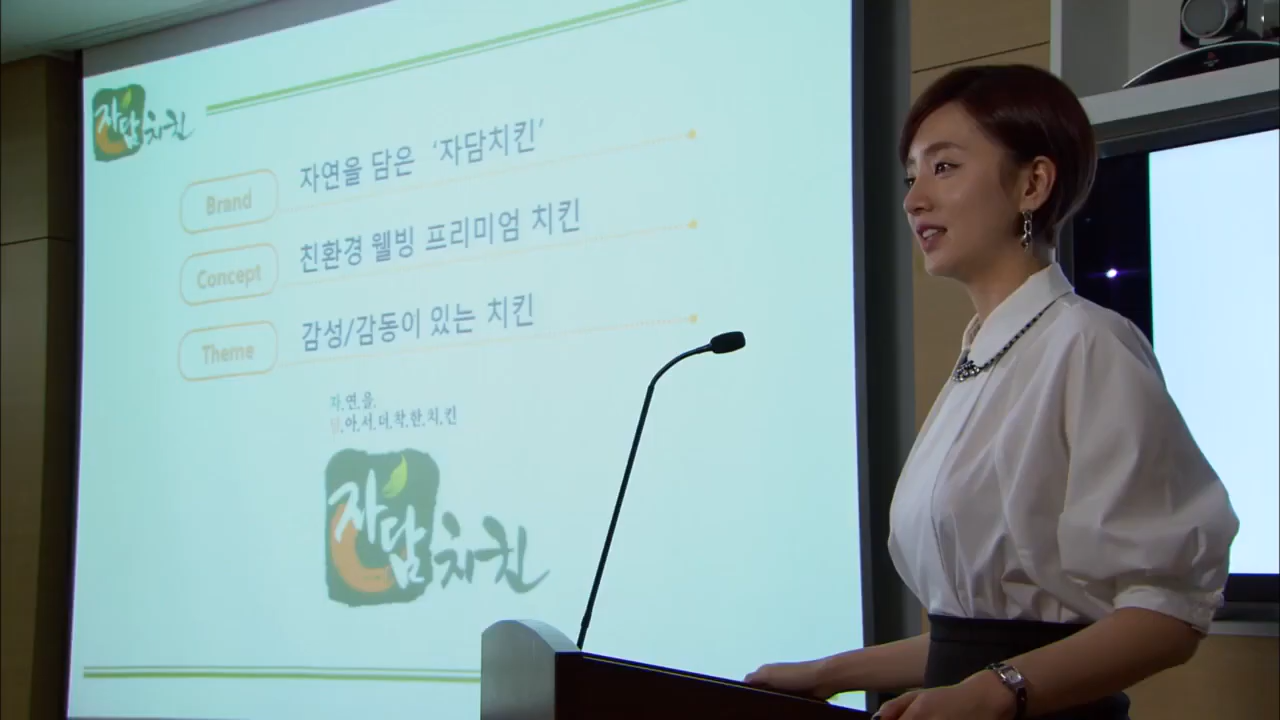 자담치킨
Brand 자연을 담은 ‘자담치킨’
Concept 친환경 웰빙 프리미엄 치킨
Theme 감성/감동이 있는 치킨
자.연.을.
담.아.서.더.착.한.치.킨
자담치킨